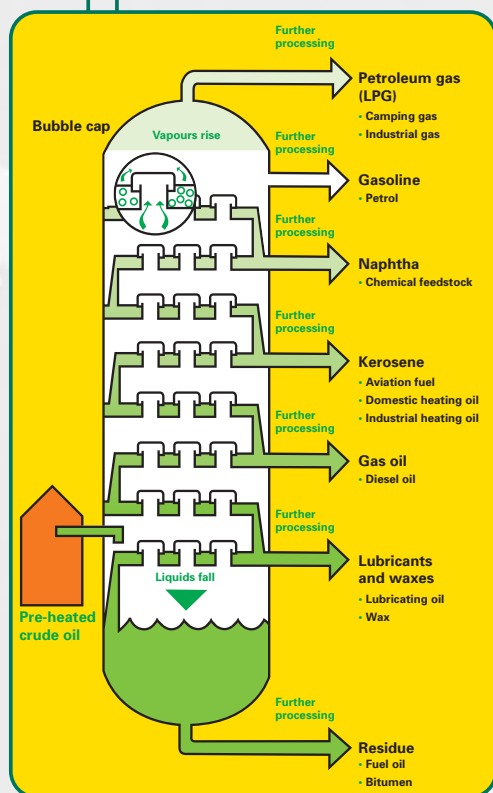 Further
processing
Petroleum gas
(LPG)
• Camping gas
• Industrial gas
Bubble cap
Vapours rise
Further
processing
Gasoline
• Petrol
Further
processing
Naphtha
• Chemical feedstock
Further
processing
Kerosene
• Aviation fuel
• Domestic heating oil
• Industrial heating oil
Further
processing
Gas oil
• Diesel oil
Further
processing
Lubricants
and waxes
• Lubricating oil
• Wax
Liquids fall
Pre-heated
crude oil
Further
processing
Residue
• Fuel oil
• Bitumen